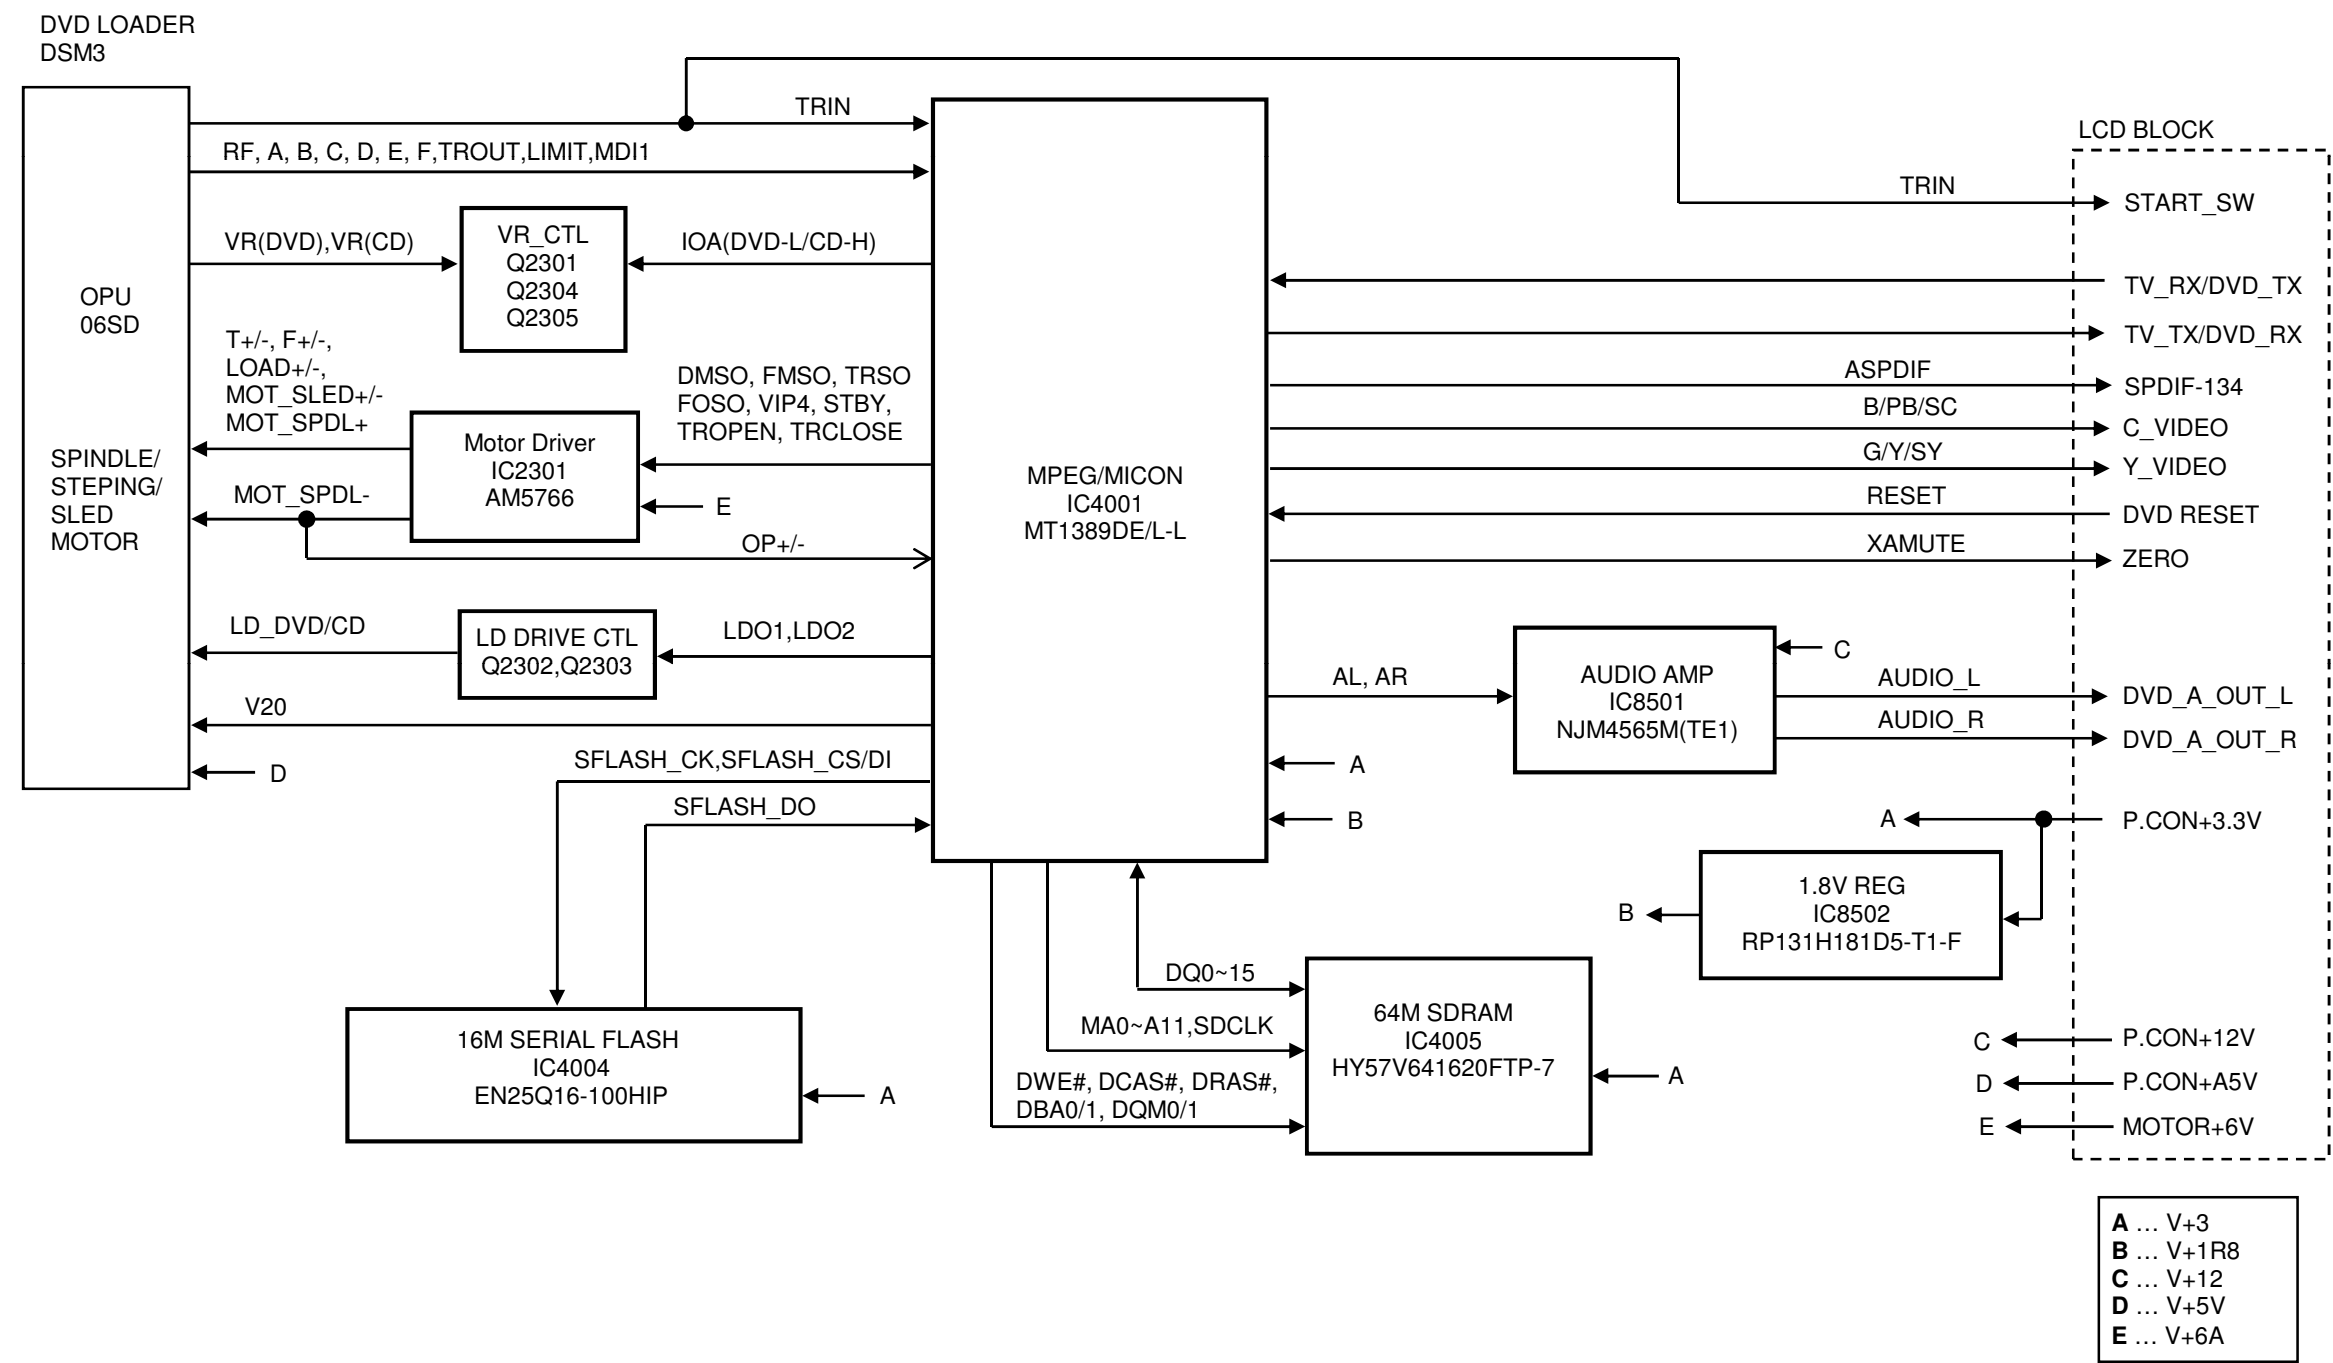 DVD LOADER
DSM3
OPU
06SD
SPINDLE/
STEPING/
SLED
MOTOR
TRIN
RF, A, B, C, D, E, F,TROUT,LIMIT,MDI1
VR(DVD),VR(CD)
VR_CTL
Q2301
Q2304
Q2305
IOA(DVD-L/CD-H)
T+/-, F+/-,
LOAD+/-,
MOT_SLED+/-
MOT_SPDL+
MOT_SPDL-
Motor Driver
IC2301
AM5766
DMSO, FMSO, TRSO
FOSO, VIP4, STBY,
TROPEN, TRCLOSE
E
OP+/-
LD_DVD/CD
LD DRIVE CTL
Q2302,Q2303
LDO1,LDO2
V20
D
SFLASH_CK,SFLASH_CS/DI
SFLASH_DO
16M SERIAL FLASH
IC4004
EN25Q16-100HIP
A
MPEG/MICON
IC4001
MT1389DE/L-L
DQ0~15
MA0~A11,SDCLK
DWE#, DCAS#, DRAS#,
DBA0/1, DQM0/1
64M SDRAM
IC4005
HY57V641620FTP-7
A
AL, AR
A
B
AUDIO AMP
IC8501
NJM4565M(TE1)
C
AUDIO_L
AUDIO_R
1.8V REG
IC8502
RP131H181D5-T1-F
B
LCD BLOCK
TRIN
START_SW
TV_RX/DVD_TX
TV_TX/DVD_RX
ASPDIF
SPDIF-134
B/PB/SC
C_VIDEO
G/Y/SY
Y_VIDEO
RESET
DVD RESET
XAMUTE
ZERO
DVD_A_OUT_L
DVD_A_OUT_R
A
P.CON+3.3V
C
P.CON+12V
D
P.CON+A5V
E
MOTOR+6V
A ... V+3
B ... V+1R8
C ... V+12
D ... V+5V
E ... V+6A